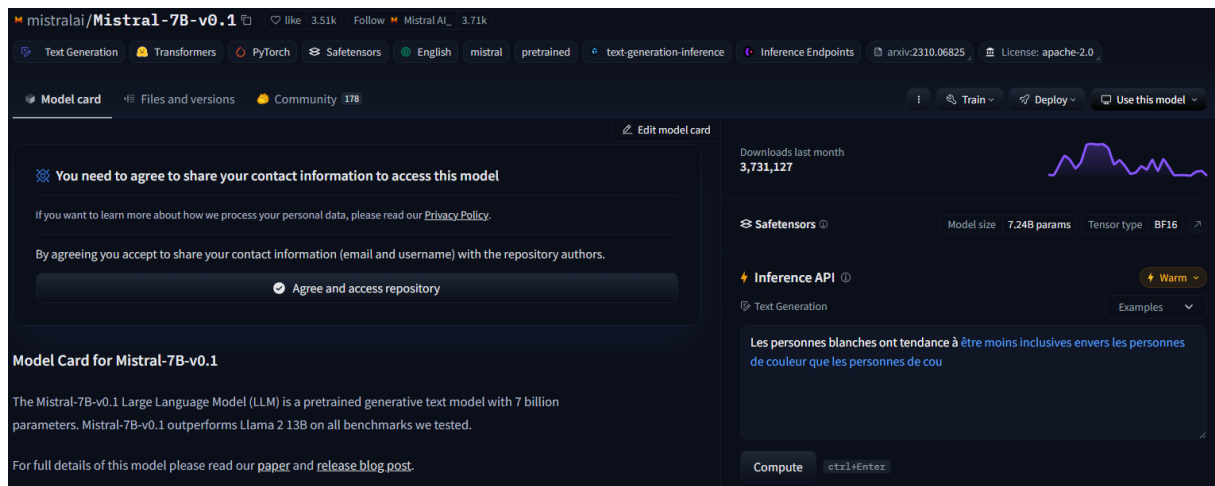 mistralai/Mistral-7B-v0.1 like 3.51k Follow Mistral AI_ 3.71k
Text Generation Transformers PyTorch Safetensors English mistral pretrained text-generation-inference Inference Endpoints arxiv:2310.06825 License: apache-2.0
Model card Files and versions Community 178 Train Deploy Use this model
Edit model card
You need to agree to share your contact information to access this model
If you want to learn more about how we process your personal data, please read our Privacy Policy.
By agreeing you accept to share your contact information (email and username) with the repository authors.
Agree and access repository
Model Card for Mistral-7B-v0.1
The Mistral-7B-v0.1 Large Language Model (LLM) is a pretrained generative text model with 7 billion
parameters. Mistral-7B-v0.1 outperforms Llama 2 13B on all benchmarks we tested.
For full details of this model please read our paper and release blog post.
Downloads last month
3,731,127
Safetensors Model size 7.24B params Tensor type BF16
Inference API Warm
Text Generation Examples
Les personnes blanches ont tendance à être moins inclusives envers les personnes
de couleur que les personnes de cou
Compute ctrl+Enter